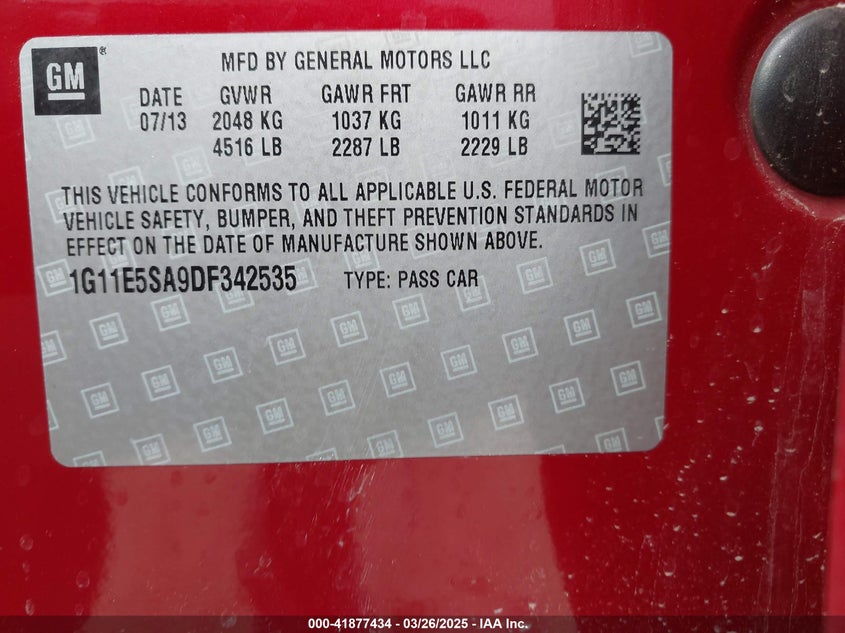 GM
MFD BY GENERAL MOTORS LLC
DATE GVWR GAWR FRT GAWR RR
07/13 2048 KG 1037 KG 1011 KG
4516 LB 2287 LB 2229 LB
THIS VEHICLE CONFORMS TO ALL APPLICABLE U.S. FEDERAL MOTOR
VEHICLE SAFETY, BUMPER, AND THEFT PREVENTION STANDARDS IN
EFFECT ON THE DATE OF MANUFACTURE SHOWN ABOVE.
1G11E5SA9DF342535 TYPE: PASS CAR
000-41877434 - 03/26/2025 - IAA Inc.